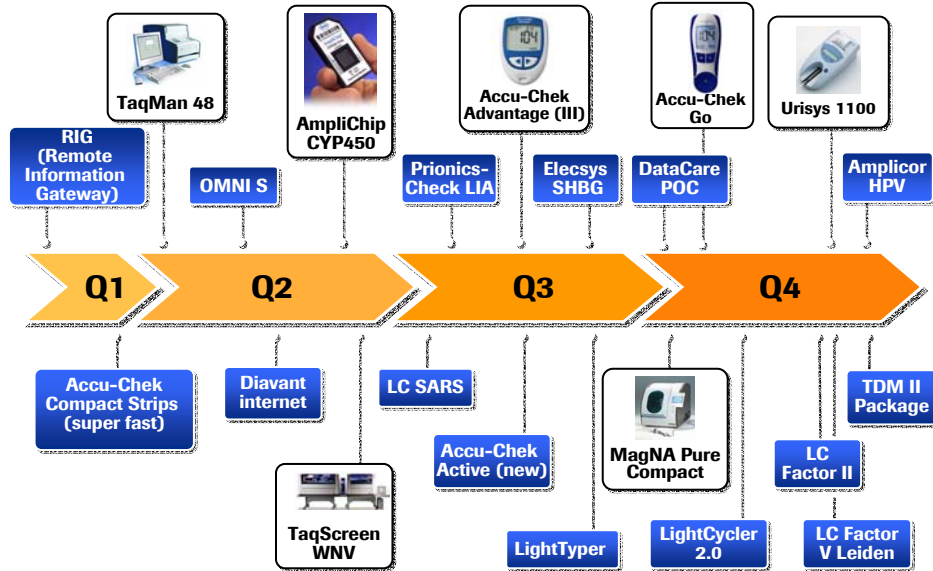 TaqMan 48
AmpliChip
CYP450
104
Accu-Chek
Advantage (III)
104
Accu-Chek
Go
Urisys 1100
RIG
(Remote
Information
Gateway)
OMNI S
Prionics-
Check LIA
Elecsys
SHBG
DataCare
POC
Amplicor
HPV
Q1
Q2
Q3
Q4
Accu-Chek
Compact Strips
(super fast)
Diavant
internet
LC SARS
Accu-Chek
Active (new)
MagNA Pure
Compact
TDM II
Package
LC
Factor II
TaqScreen
WNV
LightTyper
LightCycler
2.0
LC Factor
V Leiden